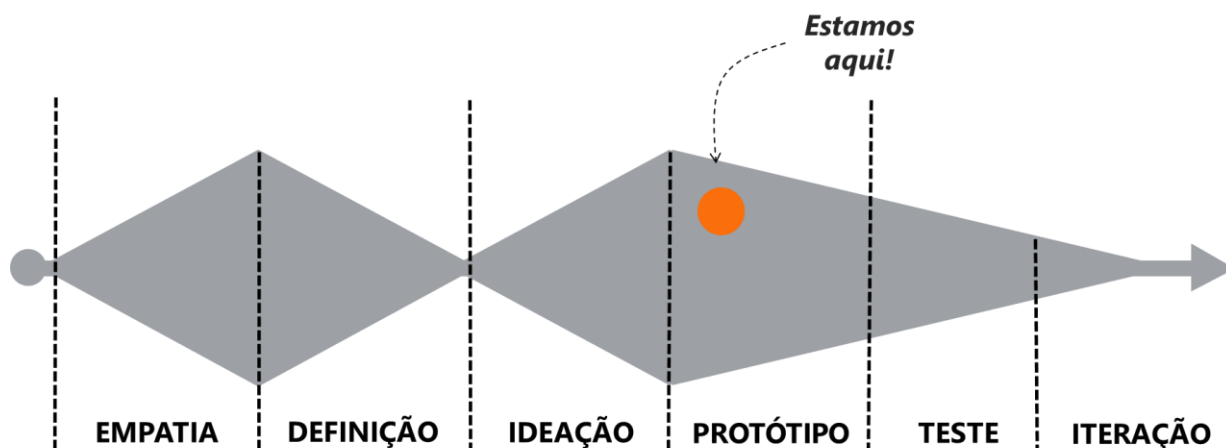 Estamos
aqui!
EMPATIA
DEFINIÇÃO
IDEAÇÃO
PROTÓTIPO
TESTE
ITERAÇÃO